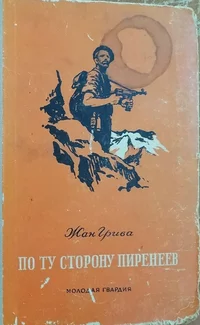 Жан Грива
ПО ТУ СТОРОНУ ПИРЕНЕЕВ
МОЛОДАЯ ГВАРДИЯ